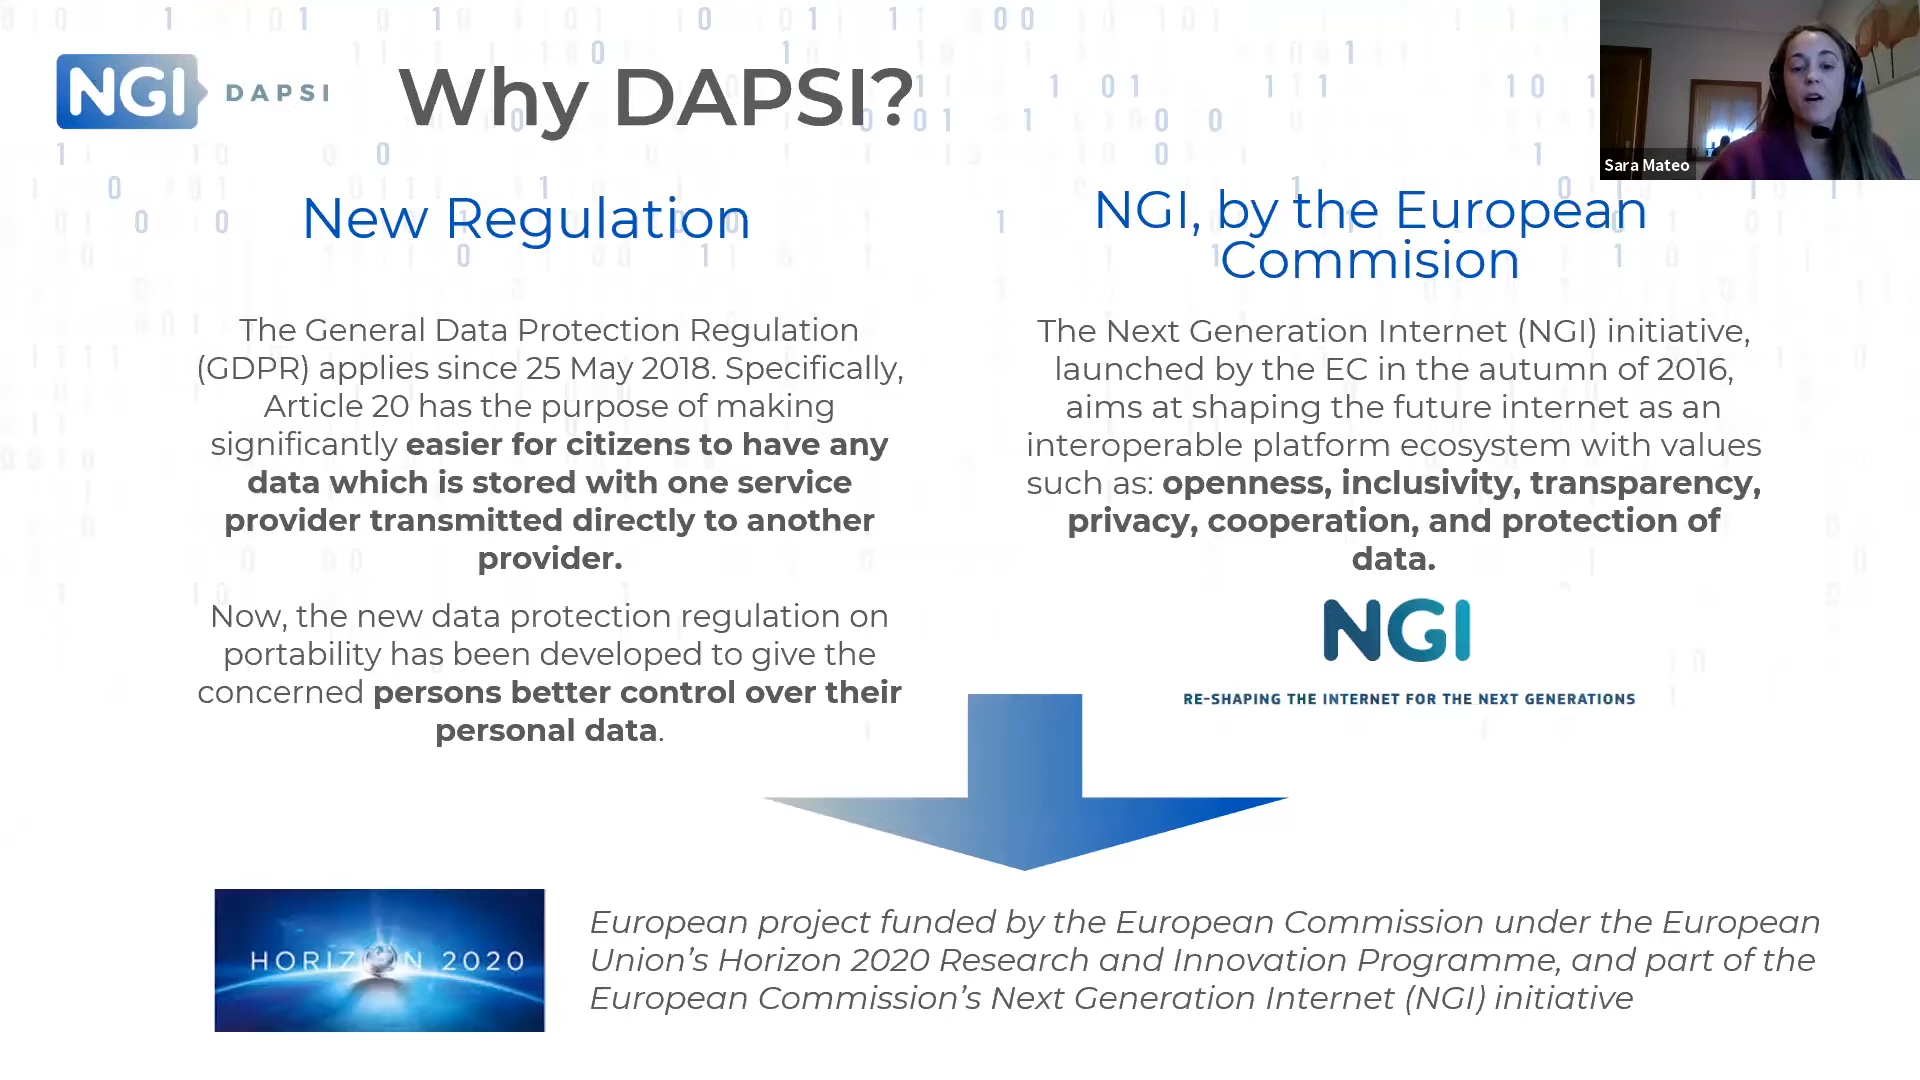 NGI DAPSI
Why DAPSI?
Sara Mateo
New Regulation
The General Data Protection Regulation
(GDPR) applies since 25 May 2018. Specifically,
Article 20 has the purpose of making
significantly easier for citizens to have any
data which is stored with one service
provider transmitted directly to another
provider.
Now, the new data protection regulation on
portability has been developed to give the
concerned persons better control over their
personal data.
NGI, by the European
Commision
The Next Generation Internet (NGI) initiative,
launched by the EC in the autumn of 2016,
aims at shaping the future internet as an
interoperable platform ecosystem with values
such as: openness, inclusivity, transparency,
privacy, cooperation, and protection of
data.
NGI
RE-SHAPING THE INTERNET FOR THE NEXT GENERATIONS
HORIZON 2020
European project funded by the European Commission under the European
Union’s Horizon 2020 Research and Innovation Programme, and part of the
European Commission’s Next Generation Internet (NGI) initiative